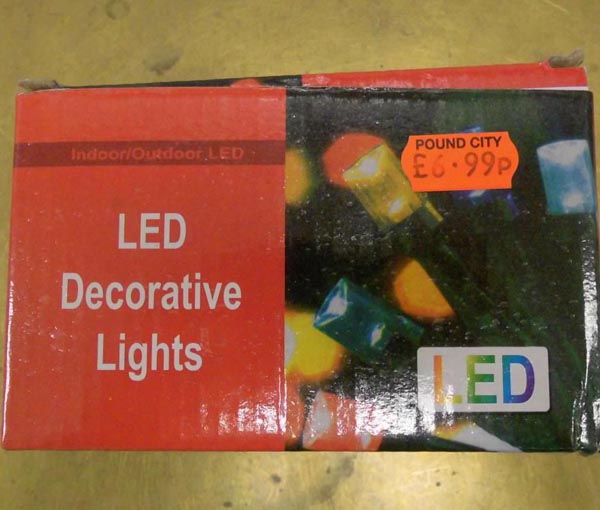 Indoor/Outdoor LED
LED
Decorative
Lights
POUND CITY
£6.99P
LED